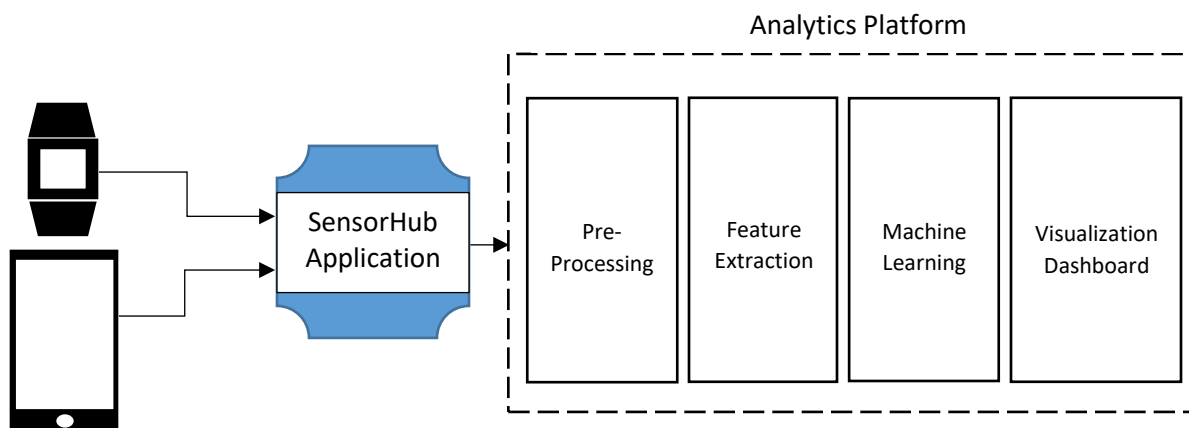 Analytics Platform
SensorHub
Application
Pre-
Processing
Feature
Extraction
Machine
Learning
Visualization
Dashboard